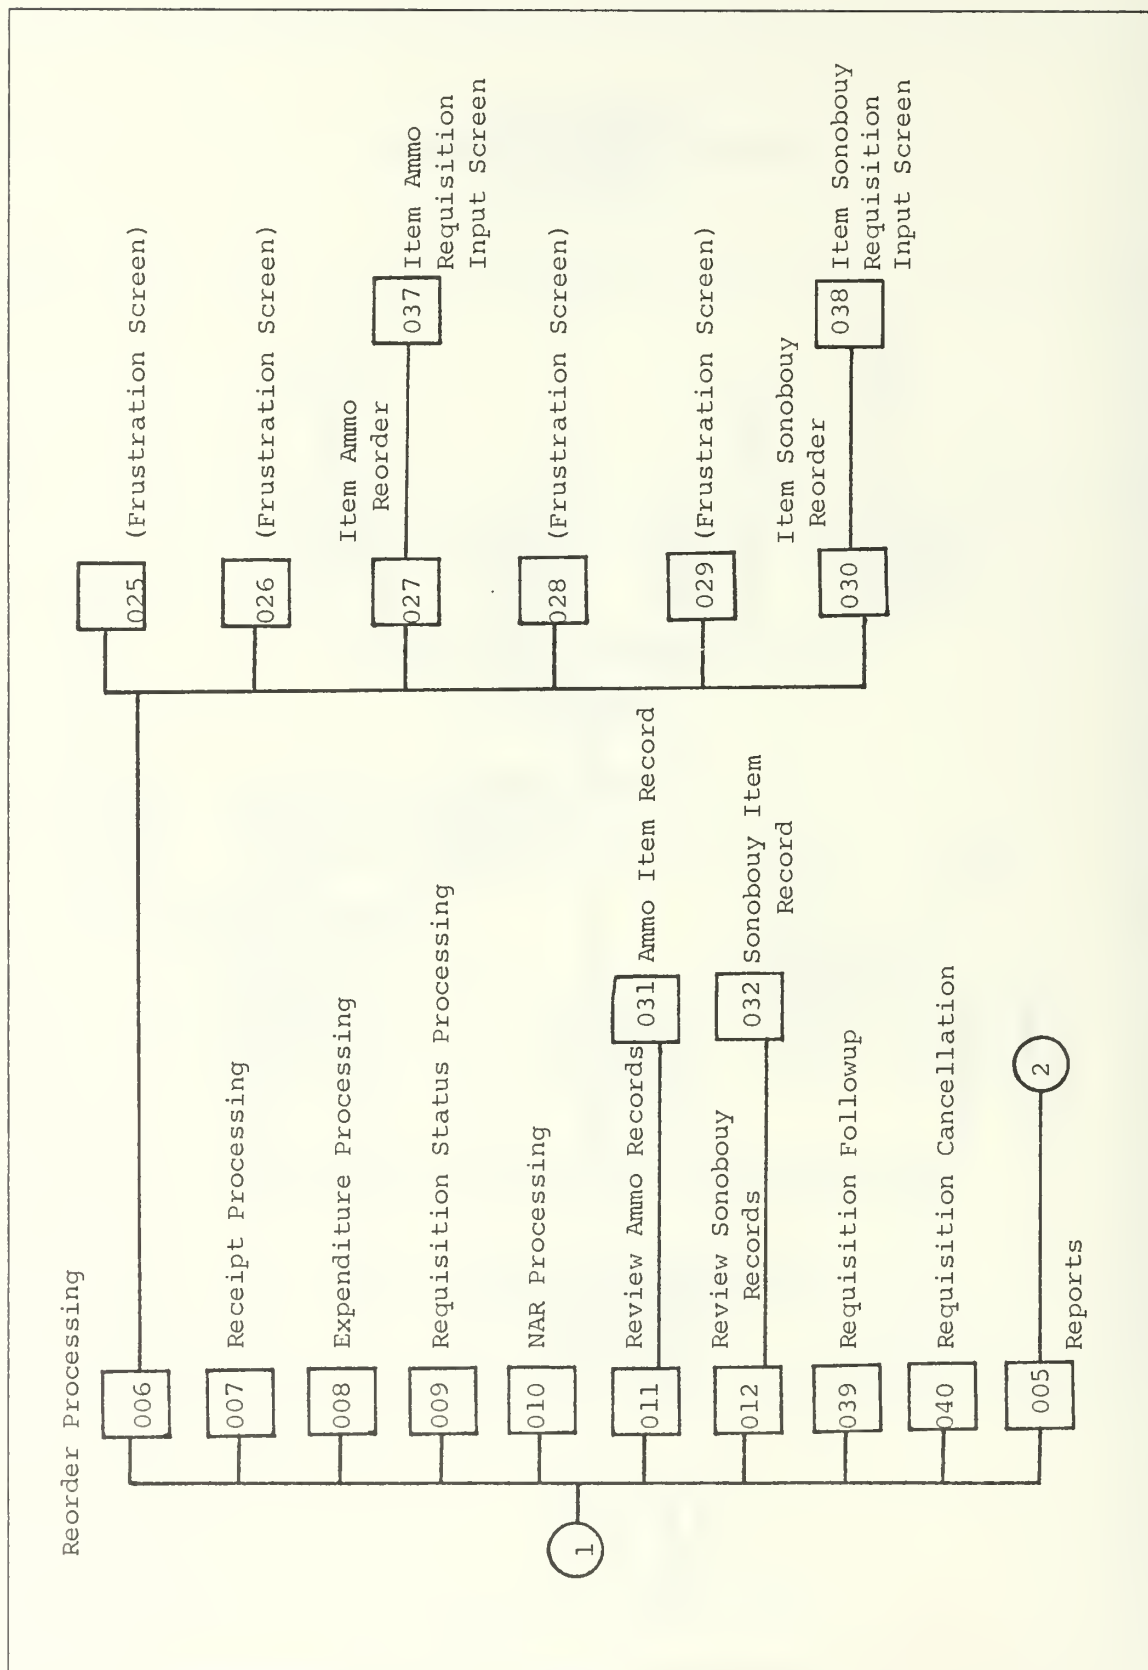 Reorder Processing
006
007
Receipt Processing
008
Expenditure Processing
009
Requisition Status Processing
010
NAR Processing
011
Review Ammo Records
031
Ammo Item Record
012
Review Sonobouy
Records
032
Sonobouy Item
Record
039
Requisition Followup
040
Requisition Cancellation
005
Reports
1
2
025
(Frustration Screen)
026
(Frustration Screen)
027
Item Ammo
Reorder
037
Item Ammo
Requisition
Input Screen
028
(Frustration Screen)
029
(Frustration Screen)
030
Item Sonobouy
Reorder
038
Item Sonobouy
Requisition
Input Screen